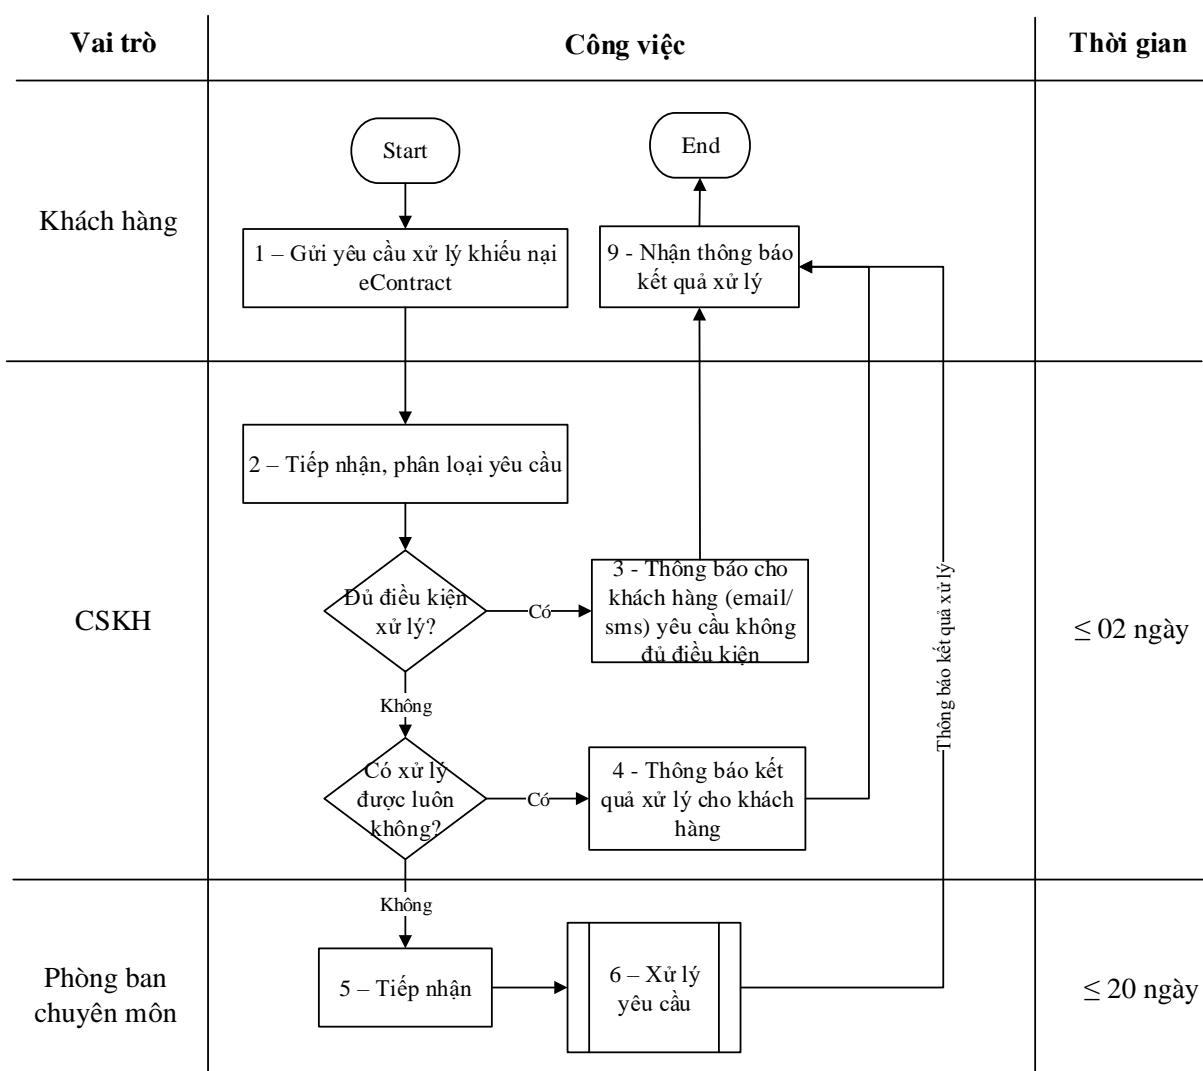 Vai trò
Công việc
Thời gian
Start
End
Khách hàng
1 – Gửi yêu cầu xử lý khiếu nại
eContract
9 - Nhận thông báo
kết quả xử lý
2 – Tiếp nhận, phân loại yêu cầu
CSKH
Đủ điều kiện
xử lý?
Có
3 - Thông báo cho
khách hàng (email/
sms) yêu cầu không
đủ điều kiện
Thông báo kết quả xử lý
≤ 02 ngày
Không
Có xử lý
được luôn
không?
Có
4 - Thông báo kết
quả xử lý cho khách
hàng
Không
Phòng ban
chuyên môn
5 – Tiếp nhận
6 – Xử lý
yêu cầu
≤ 20 ngày